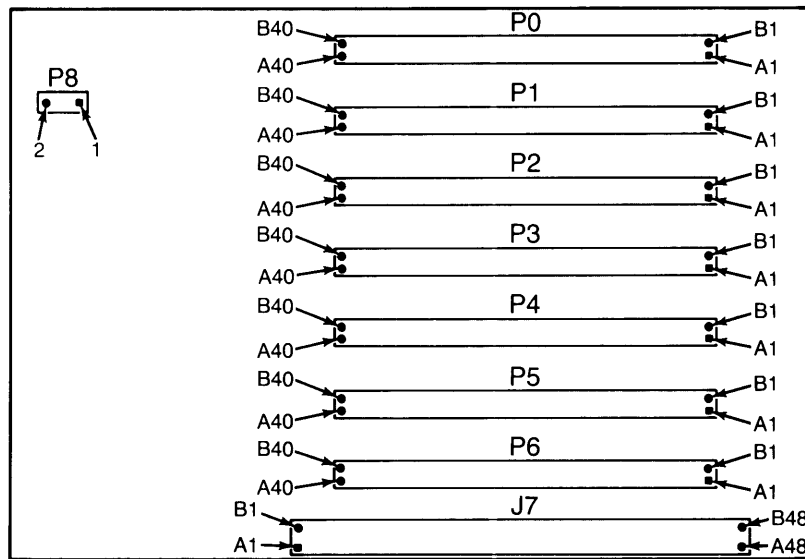 P0
B40 B1
A40 A1
P8
P1
B40 B1
A40 A1
2 1
P2
B40 B1
A40 A1
P3
B40 B1
A40 A1
P4
B40 B1
A40 A1
P5
B40 B1
A40 A1
P6
B40 B1
A40 A1
J7
B1 B48
A1 A48